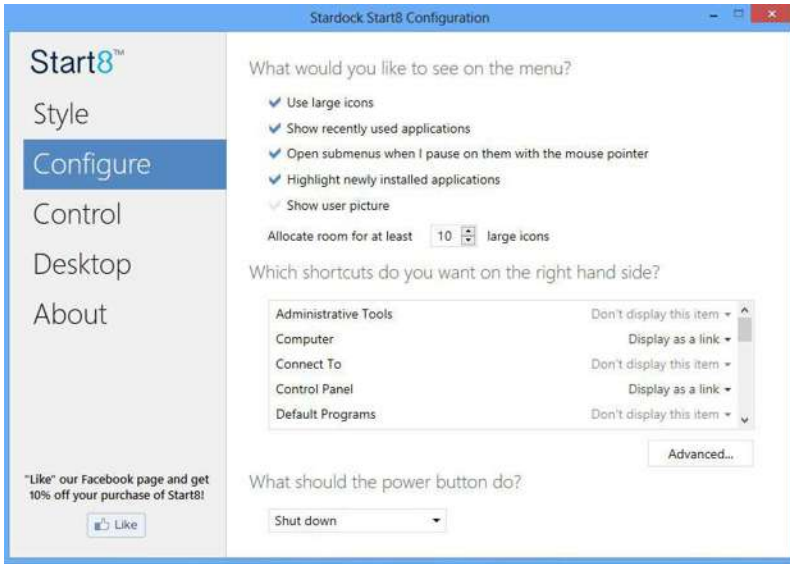 Stardock Start8 Configuration
Start8™
Style
Configure
Control
Desktop
About
"Like" our Facebook page and get
10% off your purchase of Start8!
Like
What would you like to see on the menu?
Use large icons
Show recently used applications
Open submenus when I pause on them with the mouse pointer
Highlight newly installed applications
Show user picture
Allocate room for at least 10 large icons
Which shortcuts do you want on the right hand side?
Administrative Tools Don't display this item
Computer Display as a link
Connect To Don't display this item
Control Panel Display as a link
Default Programs Don't display this item
Advanced...
What should the power button do?
Shut down